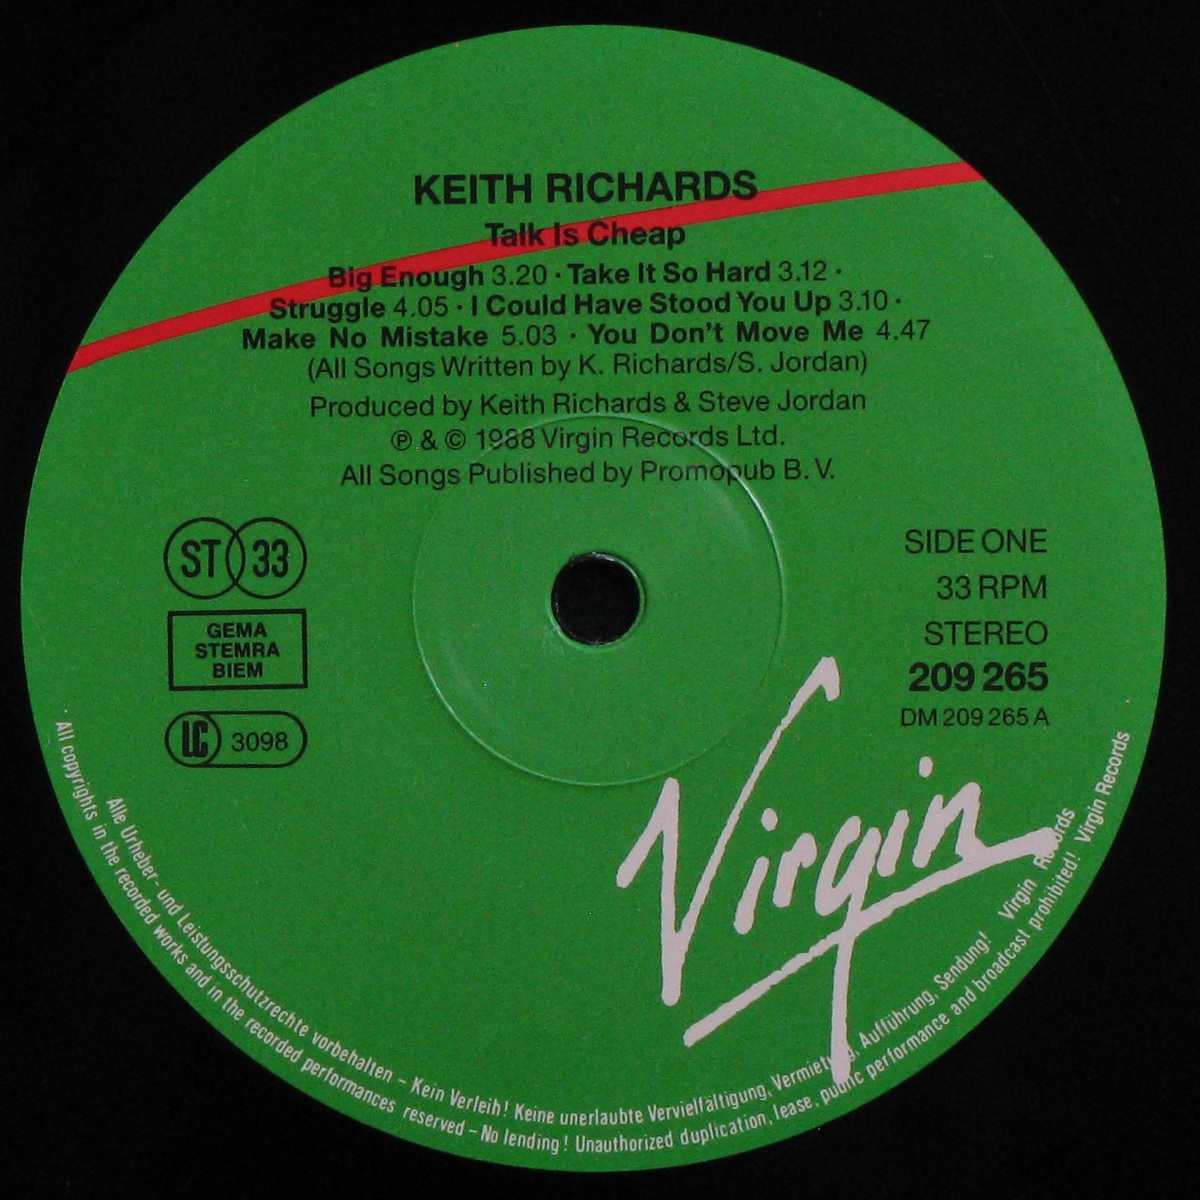 KEITH RICHARDS
Talk Is Cheap
Big Enough 3.20 · Take It So Hard 3.12 ·
Struggle 4.05 · I Could Have Stood You Up 3.10 ·
Make No Mistake 5.03 · You Don't Move Me 4.47
(All Songs Written by K. Richards/S. Jordan)
Produced by Keith Richards & Steve Jordan
℗ & © 1988 Virgin Records Ltd.
All Songs Published by Promopub B. V.
ST 33
GEMA
STEMRA
BIEM
LC 3098
SIDE ONE
33 RPM
STEREO
209 265
DM 209 265 A
Virgin
Alle Urheber- und Leistungsschutzrechte vorbehalten – Kein Verleih! Keine unerlaubte Vervielfältigung, Vermietung, Aufführung, Sendung! Virgin Records
All copyrights in the recorded works and in the recorded performances reserved – No lending! Unauthorized duplication, lease, public performance and broadcast prohibited! Virgin Records